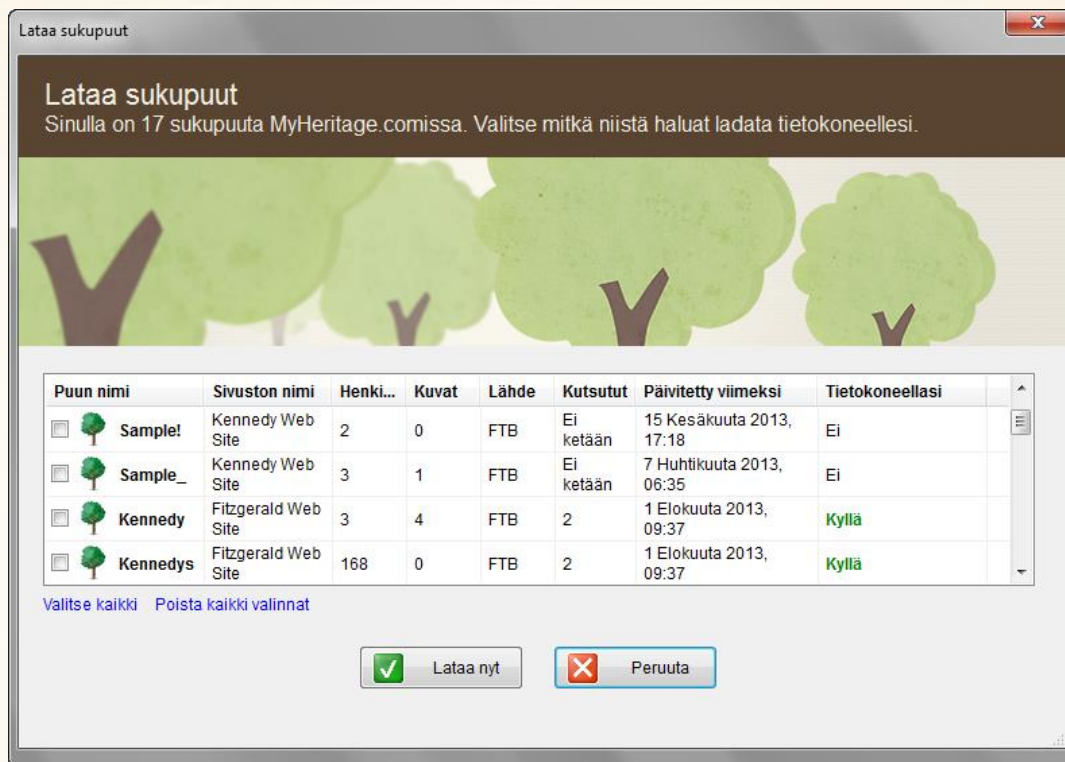 Lataa sukupuut
Lataa sukupuut
Sinulla on 17 sukupuuta MyHeritage.comissa. Valitse mitkä niistä haluat ladata tietokoneellesi.
Puun nimi Sivuston nimi Henki... Kuvat Lähde Kutsutut Päivitetty viimeksi Tietokoneellasi
Sample! Kennedy Web Site 2 0 FTB Ei ketään 15 Kesäkuuta 2013, 17:18 Ei
Sample_ Kennedy Web Site 3 1 FTB Ei ketään 7 Huhtikuuta 2013, 06:35 Ei
Kennedy Fitzgerald Web Site 3 4 FTB 2 1 Elokuuta 2013, 09:37 Kyllä
Kennedys Fitzgerald Web Site 168 0 FTB 2 1 Elokuuta 2013, 09:37 Kyllä
Valitse kaikki Poista kaikki valinnat
Lataa nyt Peruuta